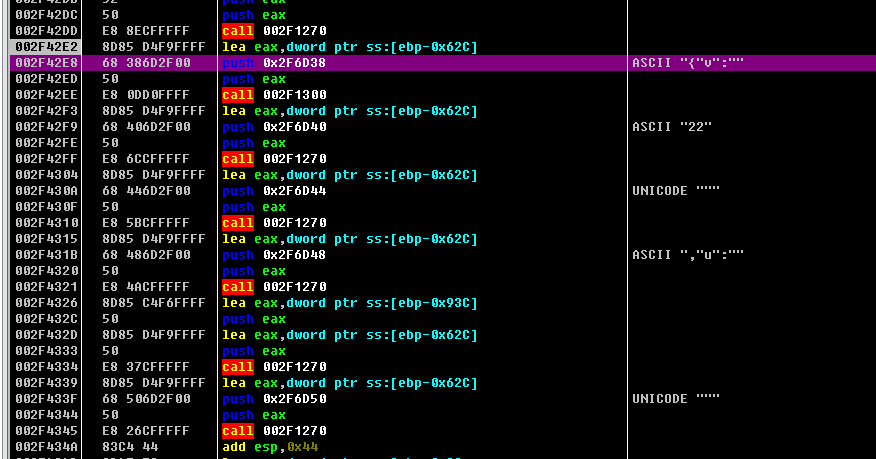 002F42DC 50 push eax
002F42DD E8 8ECFFFFF call 002F1270
002F42E2 8D85 D4F9FFFF lea eax,dword ptr ss:[ebp-0x62C]
002F42E8 68 386D2F00 push 0x2F6D38 ASCII "{"v":""
002F42ED 50 push eax
002F42EE E8 0DD0FFFF call 002F1300
002F42F3 8D85 D4F9FFFF lea eax,dword ptr ss:[ebp-0x62C]
002F42F9 68 406D2F00 push 0x2F6D40 ASCII "22"
002F42FE 50 push eax
002F42FF E8 6CCFFFFF call 002F1270
002F4304 8D85 D4F9FFFF lea eax,dword ptr ss:[ebp-0x62C]
002F430A 68 446D2F00 push 0x2F6D44 UNICODE """
002F430F 50 push eax
002F4310 E8 5BCFFFFF call 002F1270
002F4315 8D85 D4F9FFFF lea eax,dword ptr ss:[ebp-0x62C]
002F431B 68 486D2F00 push 0x2F6D48 ASCII ","u":""
002F4320 50 push eax
002F4321 E8 4ACFFFFF call 002F1270
002F4326 8D85 C4F6FFFF lea eax,dword ptr ss:[ebp-0x93C]
002F432C 50 push eax
002F432D 8D85 D4F9FFFF lea eax,dword ptr ss:[ebp-0x62C]
002F4333 50 push eax
002F4334 E8 37CFFFFF call 002F1270
002F4339 8D85 D4F9FFFF lea eax,dword ptr ss:[ebp-0x62C]
002F433F 68 506D2F00 push 0x2F6D50 UNICODE """
002F4344 50 push eax
002F4345 E8 26CFFFFF call 002F1270
002F434A 83C4 44 add esp,0x44